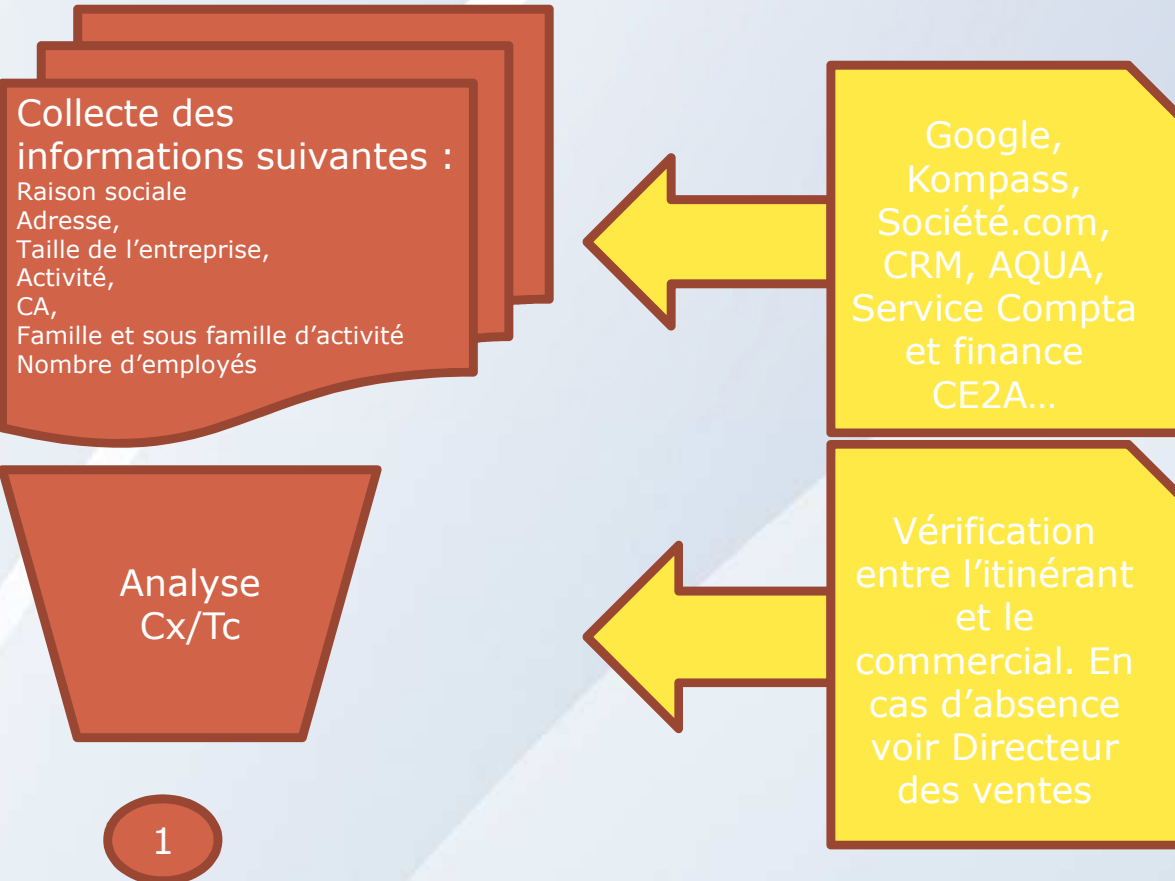 Collecte des
informations suivantes :
Raison sociale
Adresse,
Taille de l'entreprise,
Activité,
CA,
Famille et sous famille d'activité
Nombre d'employés
Google,
Kompass,
Société.com,
CRM, AQUA,
Service Compta
et finance
CE2A...
Analyse
Cx/Tc
Vérification
entre l'itinérant
et le
commercial. En
cas d'absence
voir Directeur
des ventes
1